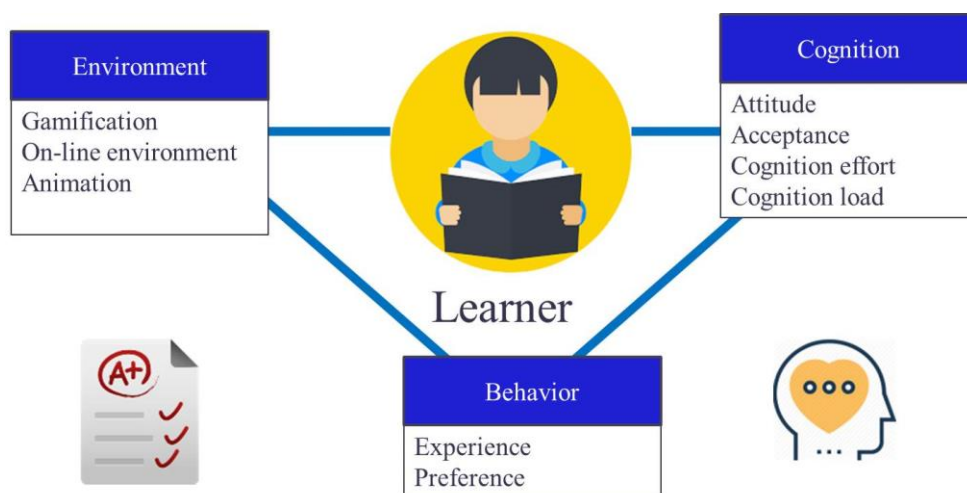 Environment
Gamification
On-line environment
Animation
Cognition
Attitude
Acceptance
Cognition effort
Cognition load
Learner
A+
Behavior
Experience
Preference